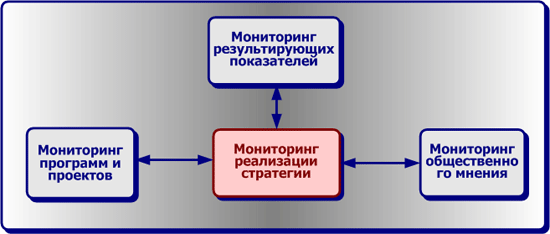 Мониторинг
результирующих
показателей
Мониторинг
программ и
проектов
Мониторинг
реализации
стратегии
Мониторинг
общественно
го мнения